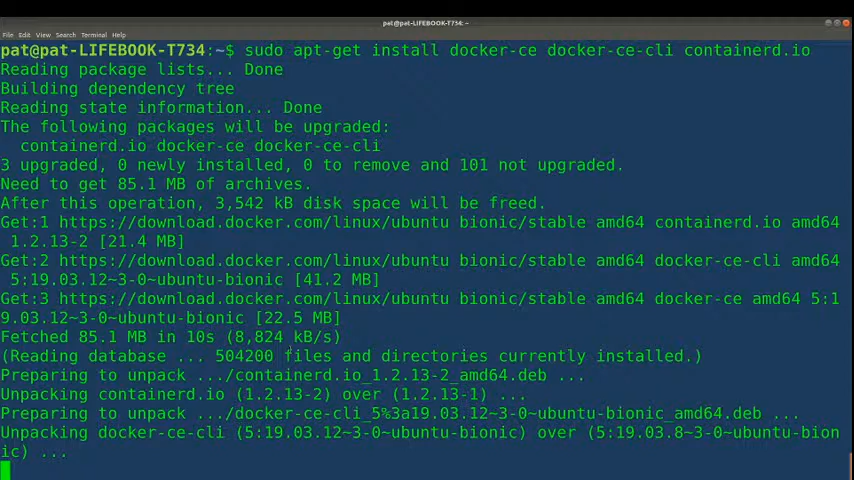 pat@pat-LIFEBOOK-T734: ~
File Edit View Search Terminal Help
pat@pat-LIFEBOOK-T734:~$ sudo apt-get install docker-ce docker-ce-cli containerd.io
Reading package lists... Done
Building dependency tree
Reading state information... Done
The following packages will be upgraded:
  containerd.io docker-ce docker-ce-cli
3 upgraded, 0 newly installed, 0 to remove and 101 not upgraded.
Need to get 85.1 MB of archives.
After this operation, 3,542 kB disk space will be freed.
Get:1 https://download.docker.com/linux/ubuntu bionic/stable amd64 containerd.io amd64
 1.2.13-2 [21.4 MB]
Get:2 https://download.docker.com/linux/ubuntu bionic/stable amd64 docker-ce-cli amd64
 5:19.03.12~3-0~ubuntu-bionic [41.2 MB]
Get:3 https://download.docker.com/linux/ubuntu bionic/stable amd64 docker-ce amd64 5:1
9.03.12~3-0~ubuntu-bionic [22.5 MB]
Fetched 85.1 MB in 10s (8,824 kB/s)
(Reading database ... 504200 files and directories currently installed.)
Preparing to unpack .../containerd.io_1.2.13-2_amd64.deb ...
Unpacking containerd.io (1.2.13-2) over (1.2.13-1) ...
Preparing to unpack .../docker-ce-cli_5%3a19.03.12~3-0~ubuntu-bionic_amd64.deb ...
Unpacking docker-ce-cli (5:19.03.12~3-0~ubuntu-bionic) over (5:19.03.8~3-0~ubuntu-bion
ic) ...